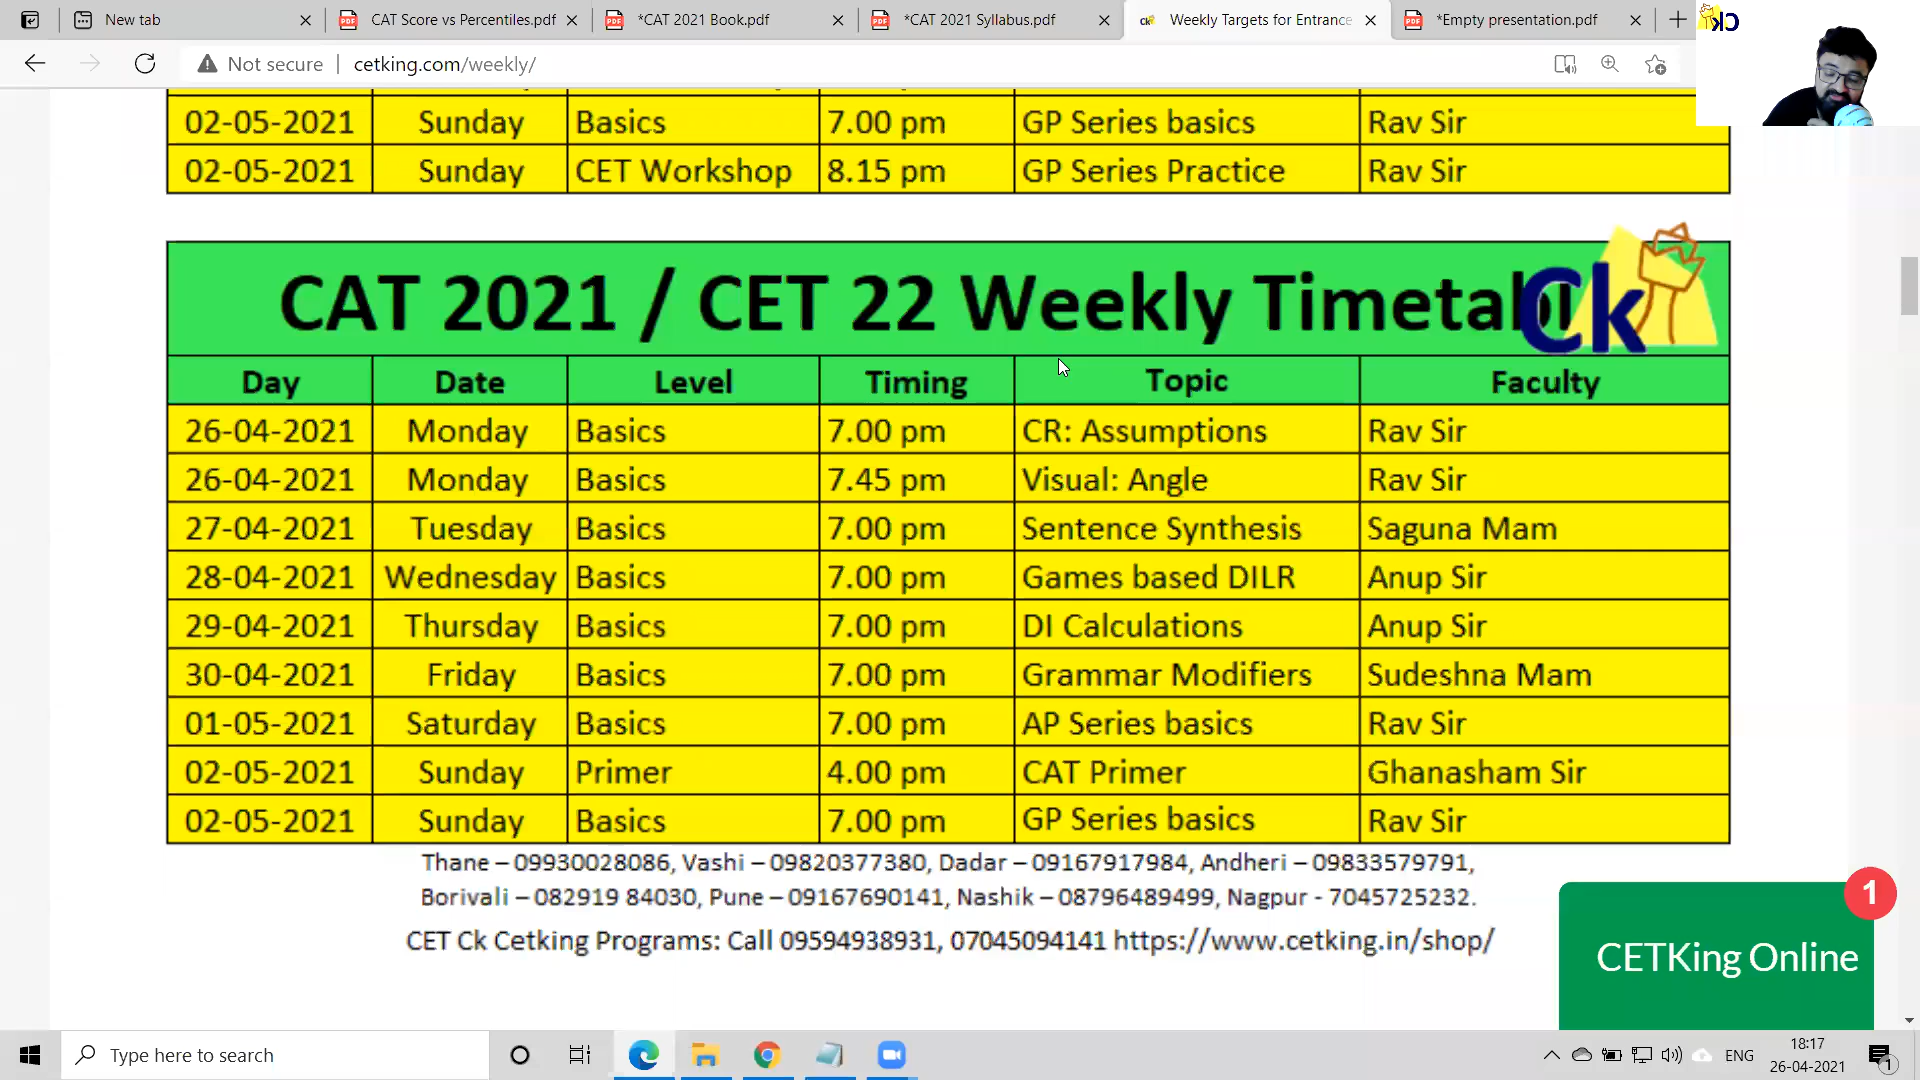 New tab
CAT Score vs Percentiles.pdf
*CAT 2021 Book.pdf
*CAT 2021 Syllabus.pdf
Weekly Targets for Entrance
*Empty presentation.pdf
Not secure
cetking.com/weekly/
02-05-2021 Sunday Basics 7.00 pm GP Series basics Rav Sir
02-05-2021 Sunday CET Workshop 8.15 pm GP Series Practice Rav Sir
CAT 2021 / CET 22 Weekly Timetabl
Ck
Day Date Level Timing Topic Faculty
26-04-2021 Monday Basics 7.00 pm CR: Assumptions Rav Sir
26-04-2021 Monday Basics 7.45 pm Visual: Angle Rav Sir
27-04-2021 Tuesday Basics 7.00 pm Sentence Synthesis Saguna Mam
28-04-2021 Wednesday Basics 7.00 pm Games based DILR Anup Sir
29-04-2021 Thursday Basics 7.00 pm DI Calculations Anup Sir
30-04-2021 Friday Basics 7.00 pm Grammar Modifiers Sudeshna Mam
01-05-2021 Saturday Basics 7.00 pm AP Series basics Rav Sir
02-05-2021 Sunday Primer 4.00 pm CAT Primer Ghanasham Sir
02-05-2021 Sunday Basics 7.00 pm GP Series basics Rav Sir
Thane – 09930028086, Vashi – 09820377380, Dadar – 09167917984, Andheri – 09833579791,
Borivali – 082919 84030, Pune – 09167690141, Nashik – 08796489499, Nagpur - 7045725232.
CET Ck Cetking Programs: Call 09594938931, 07045094141 https://www.cetking.in/shop/
1
CETKing Online
Type here to search
ENG
18:17
26-04-2021
1